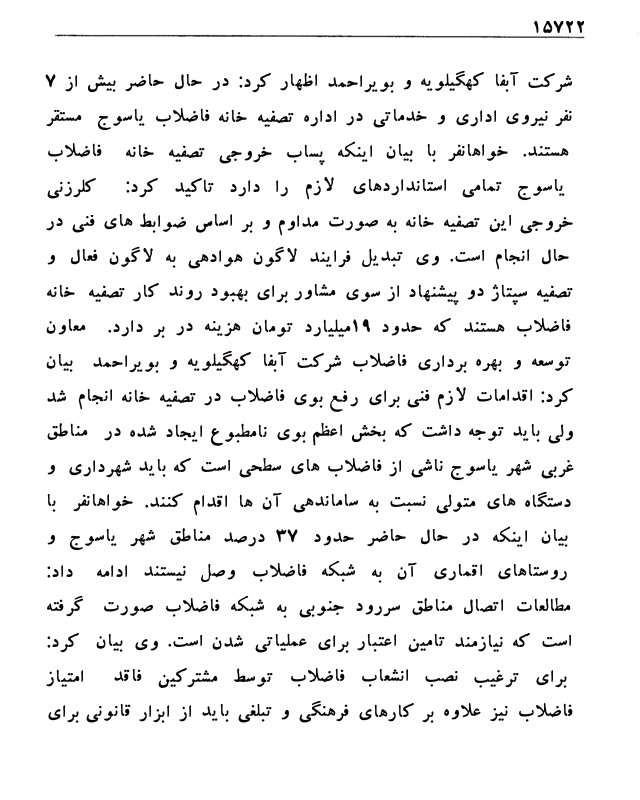 ۱۵۷۲۲
شرکت آبفا کهگیلویه و بویراحمد اظهار کرد: در حال حاضر بیش از ۷
نفر نیروی اداری و خدماتی در اداره تصفیه خانه فاضلاب یاسوج مستقر
هستند. خواهانفر با بیان اینکه پساب خروجی تصفیه خانه فاضلاب
یاسوج تمامی استانداردهای لازم را دارد تاکید کرد: کلرزنی
خروجی این تصفیه خانه به صورت مداوم و بر اساس ضوابط های فنی در
حال انجام است. وی تبدیل فرایند لاگون هوادهی به لاگون فعال و
تصفیه سپتاژ دو پیشنهاد از سوی مشاور برای بهبود روند کار تصفیه خانه
فاضلاب هستند که حدود ۱۹میلیارد تومان هزینه در بر دارد. معاون
توسعه و بهره برداری فاضلاب شرکت آبفا کهگیلویه و بویراحمد بیان
کرد: اقدامات لازم فنی برای رفع بوی فاضلاب در تصفیه خانه انجام شد
ولی باید توجه داشت که بخش اعظم بوی نامطبوع ایجاد شده در مناطق
غربی شهر یاسوج ناشی از فاضلاب های سطحی است که باید شهرداری و
دستگاه های متولی نسبت به ساماندهی آن ها اقدام کنند. خواهانفر با
بیان اینکه در حال حاضر حدود ۳۷ درصد مناطق شهر یاسوج و
روستاهای اقماری آن به شبکه فاضلاب وصل نیستند ادامه داد:
مطالعات اتصال مناطق سررود جنوبی به شبکه فاضلاب صورت گرفته
است که نیازمند تامین اعتبار برای عملیاتی شدن است. وی بیان کرد:
برای ترغیب نصب انشعاب فاضلاب توسط مشترکین فاقد امتیاز
فاضلاب نیز علاوه بر کارهای فرهنگی و تبلغی باید از ابزار قانونی برای